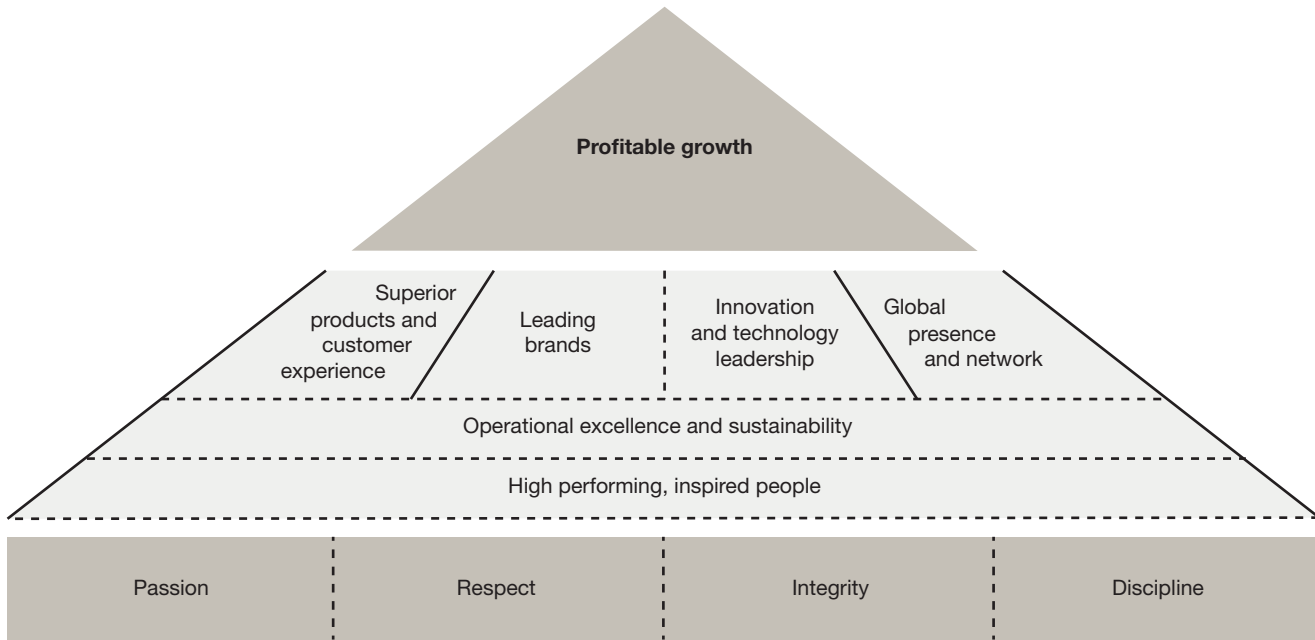 Profitable growth
Superior
products and
customer
experience
Leading
brands
Innovation
and technology
leadership
Global
presence
and network
Operational excellence and sustainability
High performing, inspired people
Passion
Respect
Integrity
Discipline